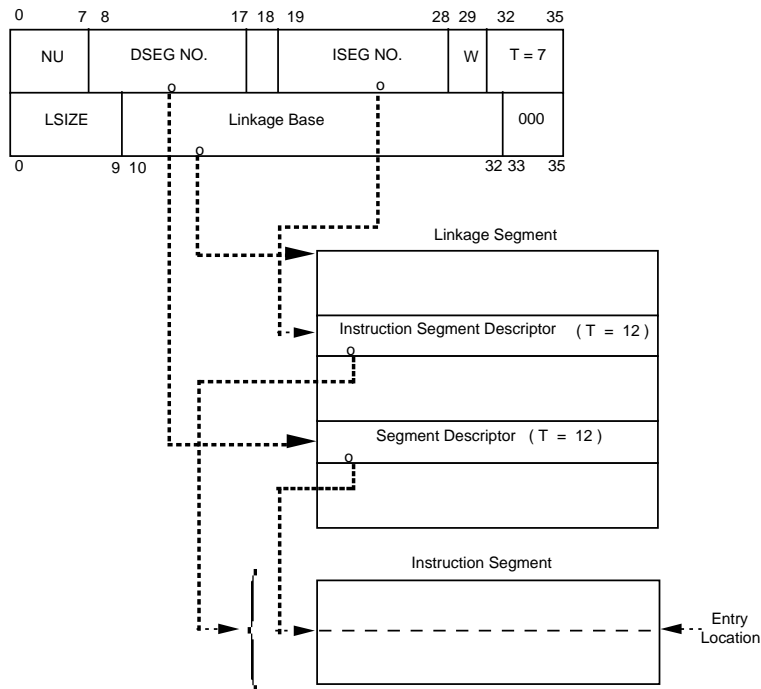 0 7 8 17 18 19 28 29 32 35
NU DSEG NO. ISEG NO. W T = 7
LSIZE Linkage Base 000
0 9 10 32 33 35
Linkage Segment
Instruction Segment Descriptor ( T = 12 )
Segment Descriptor ( T = 12 )
Instruction Segment
Entry
Location